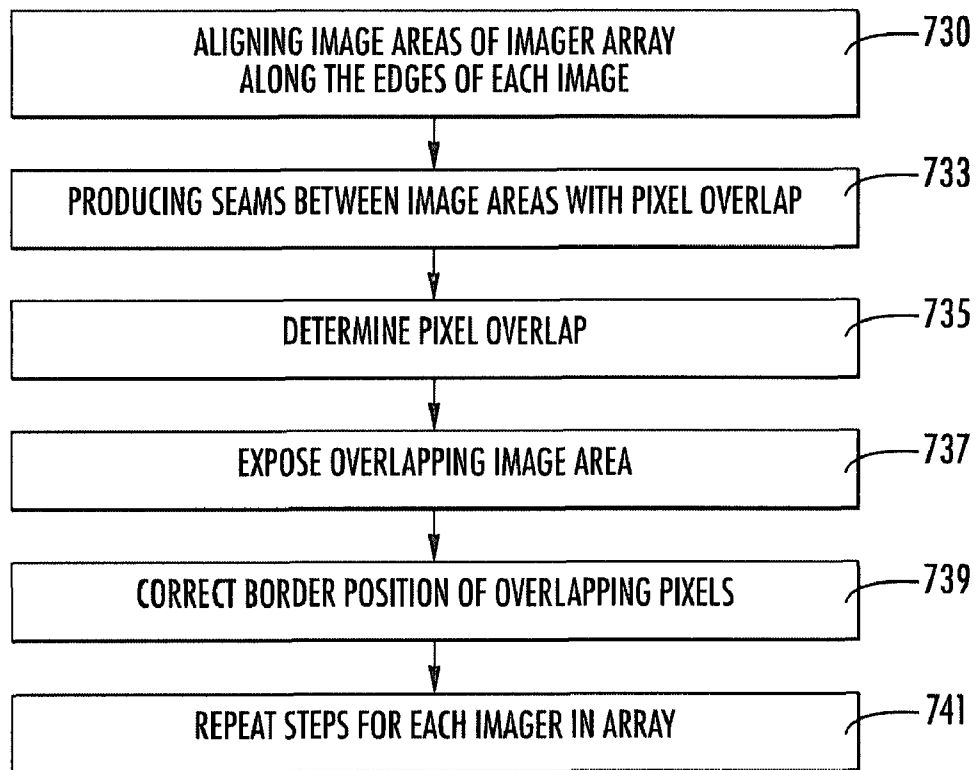 ALIGNING IMAGE AREAS OF IMAGER ARRAY
ALONG THE EDGES OF EACH IMAGE
730
PRODUCING SEAMS BETWEEN IMAGE AREAS WITH PIXEL OVERLAP
733
DETERMINE PIXEL OVERLAP
735
EXPOSE OVERLAPPING IMAGE AREA
737
CORRECT BORDER POSITION OF OVERLAPPING PIXELS
739
REPEAT STEPS FOR EACH IMAGER IN ARRAY
741